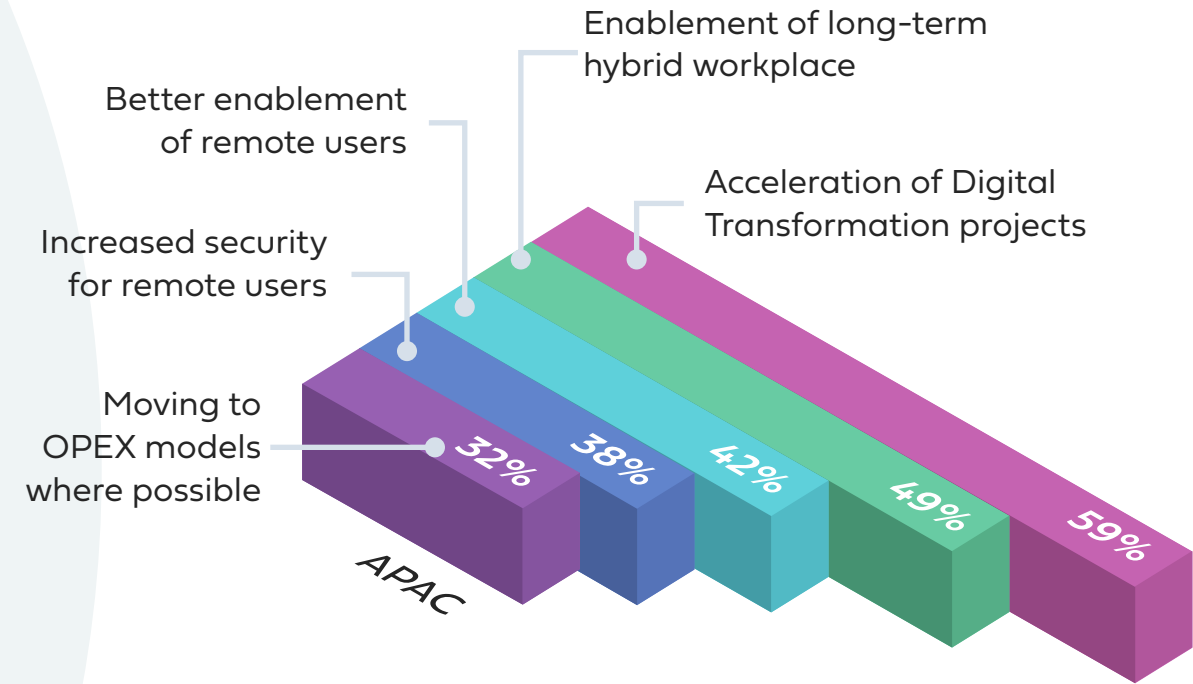 Enablement of long-term
hybrid workplace
Better enablement
of remote users
Acceleration of Digital
Transformation projects
Increased security
for remote users
Moving to
OPEX models
where possible
32%
38%
42%
49%
59%
APAC